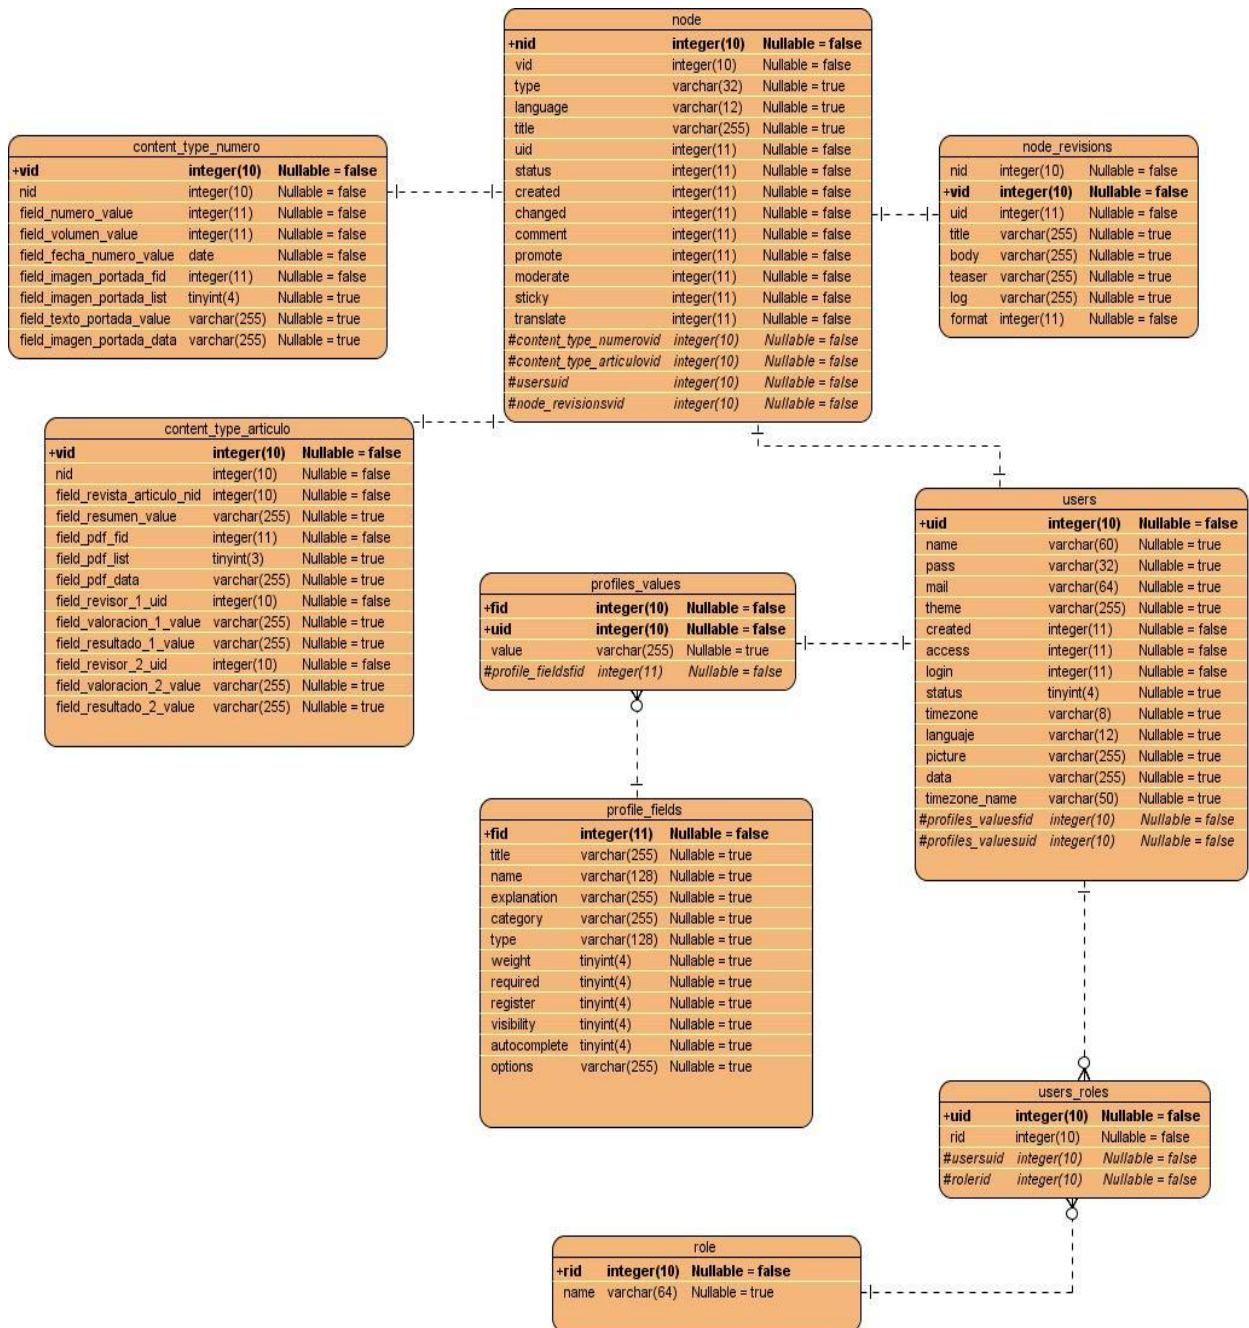 node
+nid integer(10) Nullable = false
vid integer(10) Nullable = false
type varchar(32) Nullable = true
language varchar(12) Nullable = true
title varchar(255) Nullable = true
uid integer(11) Nullable = false
status integer(11) Nullable = false
created integer(11) Nullable = false
changed integer(11) Nullable = false
comment integer(11) Nullable = false
promote integer(11) Nullable = false
moderate integer(11) Nullable = false
sticky integer(11) Nullable = false
translate integer(11) Nullable = false
#content_type_numerovid integer(10) Nullable = false
#content_type_articulovid integer(10) Nullable = false
#usersuid integer(10) Nullable = false
#node_revisionsvid integer(10) Nullable = false
content_type_numero
+vid integer(10) Nullable = false
nid integer(10) Nullable = false
field_numero_value integer(11) Nullable = false
field_volumen_value integer(11) Nullable = false
field_fecha_numero_value date Nullable = false
field_imagen_portada_fid integer(11) Nullable = false
field_imagen_portada_list tinyint(4) Nullable = true
field_texto_portada_value varchar(255) Nullable = true
field_imagen_portada_data varchar(255) Nullable = true
node_revisions
nid integer(10) Nullable = false
+vid integer(10) Nullable = false
uid integer(11) Nullable = false
title varchar(255) Nullable = true
body varchar(255) Nullable = true
teaser varchar(255) Nullable = true
log varchar(255) Nullable = true
format integer(11) Nullable = false
content_type_articulo
+vid integer(10) Nullable = false
nid integer(10) Nullable = false
field_revista_articulo_nid integer(10) Nullable = false
field_resumen_value varchar(255) Nullable = true
field_pdf_fid integer(11) Nullable = false
field_pdf_list tinyint(3) Nullable = true
field_pdf_data varchar(255) Nullable = true
field_revisor_1_uid integer(10) Nullable = false
field_valoracion_1_value varchar(255) Nullable = true
field_resultado_1_value varchar(255) Nullable = true
field_revisor_2_uid integer(10) Nullable = false
field_valoracion_2_value varchar(255) Nullable = true
field_resultado_2_value varchar(255) Nullable = true
users
+uid integer(10) Nullable = false
name varchar(60) Nullable = true
pass varchar(32) Nullable = true
mail varchar(64) Nullable = true
theme varchar(255) Nullable = true
created integer(11) Nullable = false
access integer(11) Nullable = false
login integer(11) Nullable = false
status tinyint(4) Nullable = true
timezone varchar(8) Nullable = true
languaje varchar(12) Nullable = true
picture varchar(255) Nullable = true
data varchar(255) Nullable = true
timezone_name varchar(50) Nullable = true
#profiles_valuesfid integer(10) Nullable = false
#profiles_valuesuid integer(10) Nullable = false
profiles_values
+fid integer(10) Nullable = false
+uid integer(10) Nullable = false
value varchar(255) Nullable = true
#profile_fieldsfid integer(11) Nullable = false
profile_fields
+fid integer(11) Nullable = false
title varchar(255) Nullable = true
name varchar(128) Nullable = true
explanation varchar(255) Nullable = true
category varchar(255) Nullable = true
type varchar(128) Nullable = true
weight tinyint(4) Nullable = true
required tinyint(4) Nullable = true
register tinyint(4) Nullable = true
visibility tinyint(4) Nullable = true
autocomplete tinyint(4) Nullable = true
options varchar(255) Nullable = true
users_roles
+uid integer(10) Nullable = false
rid integer(10) Nullable = false
#usersuid integer(10) Nullable = false
#rolerid integer(10) Nullable = false
role
+rid integer(10) Nullable = false
name varchar(64) Nullable = true